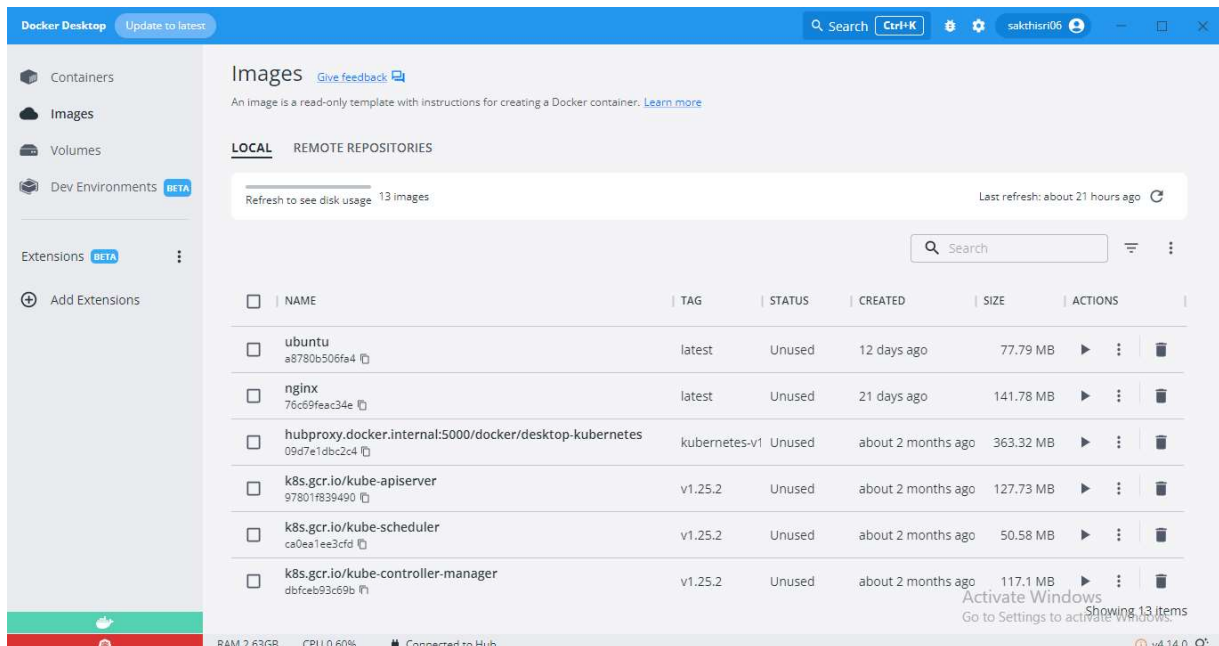 Docker Desktop Update to latest Search Ctrl+K sakthisri06
Containers
Images
Volumes
Dev Environments BETA
Extensions BETA
Add Extensions
Images Give feedback
An image is a read-only template with instructions for creating a Docker container. Learn more
LOCAL REMOTE REPOSITORIES
Refresh to see disk usage 13 images Last refresh: about 21 hours ago
Search
NAME TAG STATUS CREATED SIZE ACTIONS
ubuntu latest Unused 12 days ago 77.79 MB
a8780b506fa4
nginx latest Unused 21 days ago 141.78 MB
76c69feac34e
hubproxy.docker.internal:5000/docker/desktop-kubernetes kubernetes-v1 Unused about 2 months ago 363.32 MB
09d7e1dbc2c4
k8s.gcr.io/kube-apiserver v1.25.2 Unused about 2 months ago 127.73 MB
97801f839490
k8s.gcr.io/kube-scheduler v1.25.2 Unused about 2 months ago 50.58 MB
ca0ea1ee3cfd
k8s.gcr.io/kube-controller-manager v1.25.2 Unused about 2 months ago 117.1 MB
dbfceb93c69b
Activate Windows
Go to Settings to activate Windows.
Showing 13 items
RAM 2.63GB CPU 0.60% Connected to Hub v4.14.0